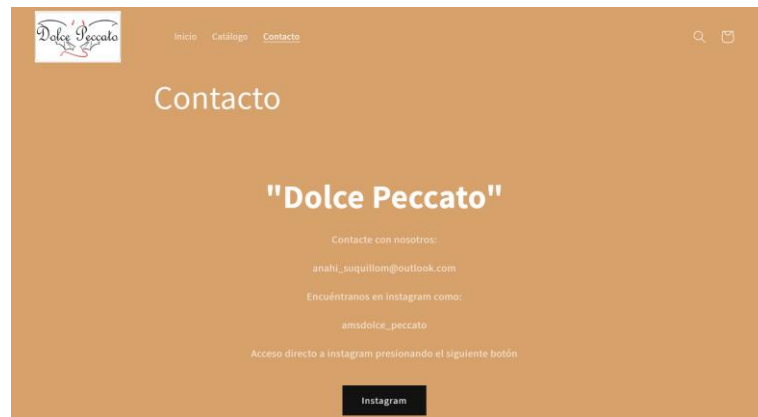 Dolce Peccato
Inicio Catálogo Contacto
Contacto
"Dolce Peccato"
Contacte con nosotros:
anahi_suquillom@outlook.com
Encuéntranos en instagram como:
amsdolce_peccato
Acceso directo a instagram presionando el siguiente botón
Instagram